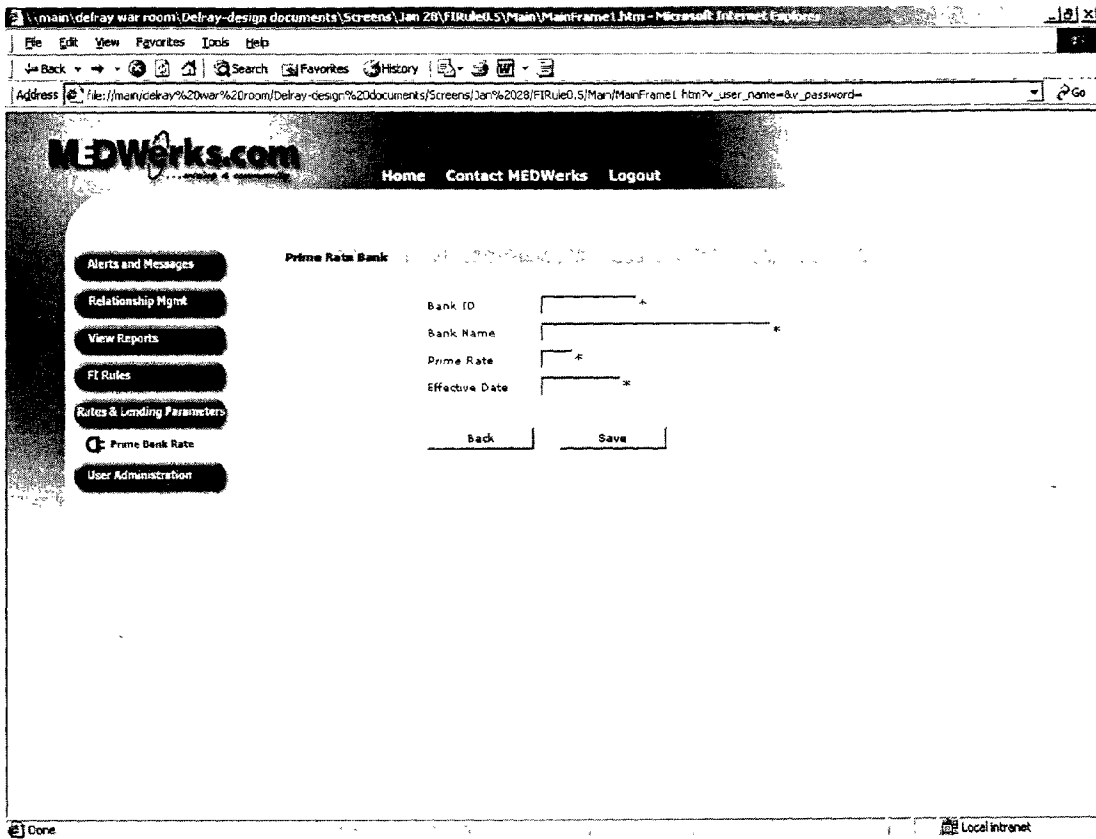 \\main\delray war room\Delray-design documents\Screens\Jan 28\FIRule0.5\Main\MainFrame1.htm - Microsoft Internet Explorer
File Edit View Favorites Tools Help
Back Search Favorites History
Address file://main/delray%20war%20room/Delray-design%20documents/Screens/Jan%2028/FIRule0.5/Main/MainFrame1.htm?v_user_name=&v_password= Go
MEDWerks.com
Home Contact MEDWerks Logout
Alerts and Messages
Relationship Mgmt
View Reports
FI Rules
Rates & Lending Parameters
Prime Bank Rate
User Administration
Prime Rate Bank
Bank ID *
Bank Name *
Prime Rate *
Effective Date *
Back Save
Done Local intranet